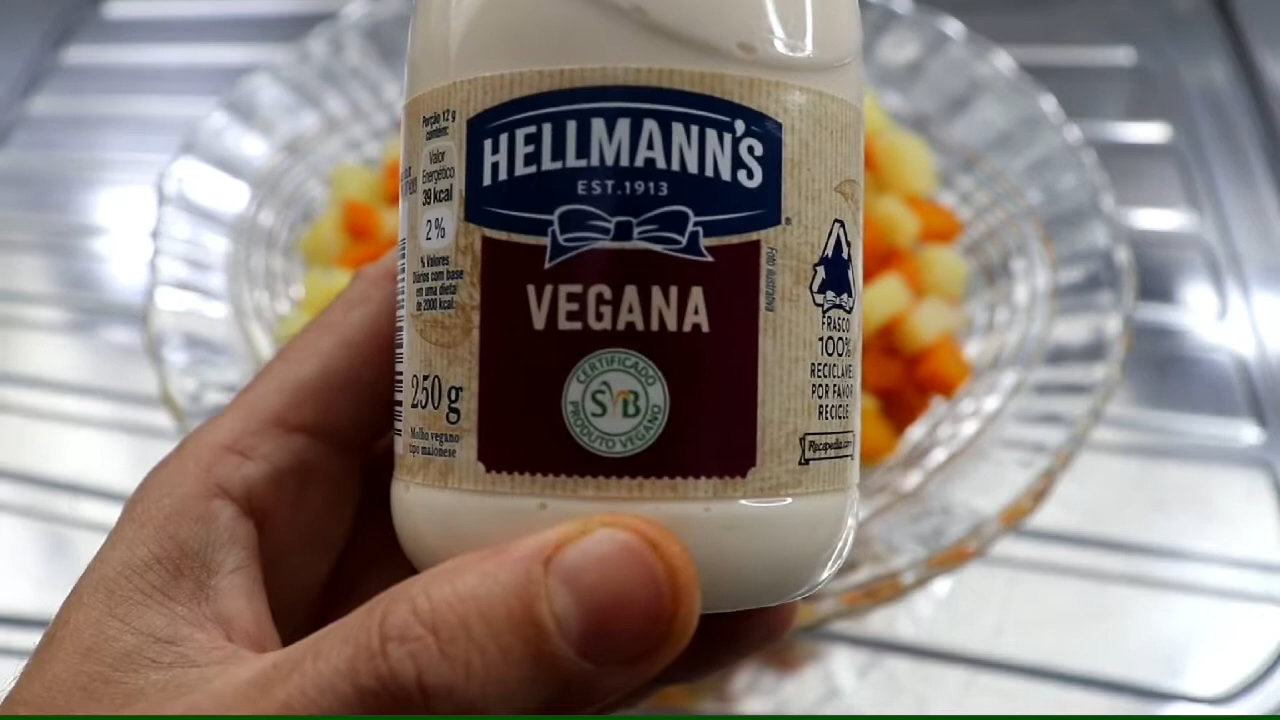 HELLMANN'S
EST. 1913
VEGANA
CERTIFICADO
SVB
PRODUTO VEGANO
Porção 12 g
contém:
Valor
Energético
39 kcal
2 %
% Valores
Diários com base
em uma dieta
de 2000 kcal.
250 g
Molho vegano
tipo maionese
Foto ilustrativa
FRASCO
100%
RECICLÁVEL
POR FAVOR
RECICLE
Recepedia.com